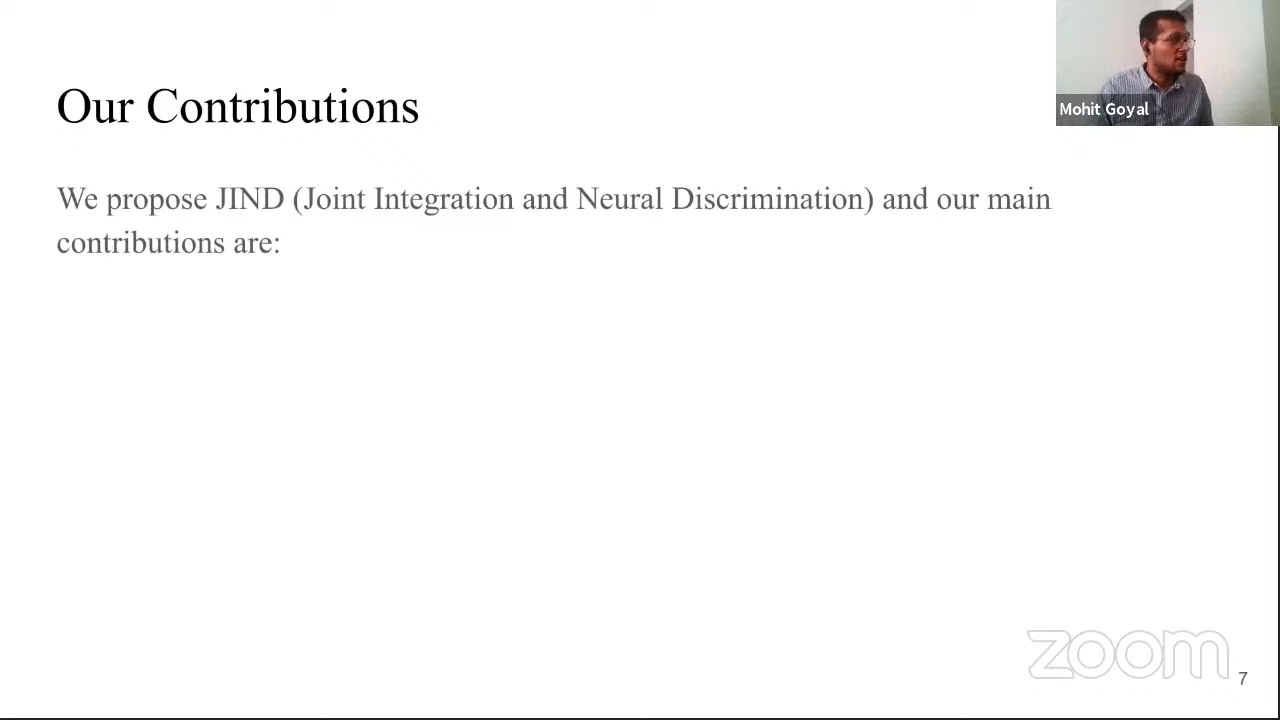 Our Contributions
Mohit Goyal
We propose JIND (Joint Integration and Neural Discrimination) and our main
contributions are:
zoom
7